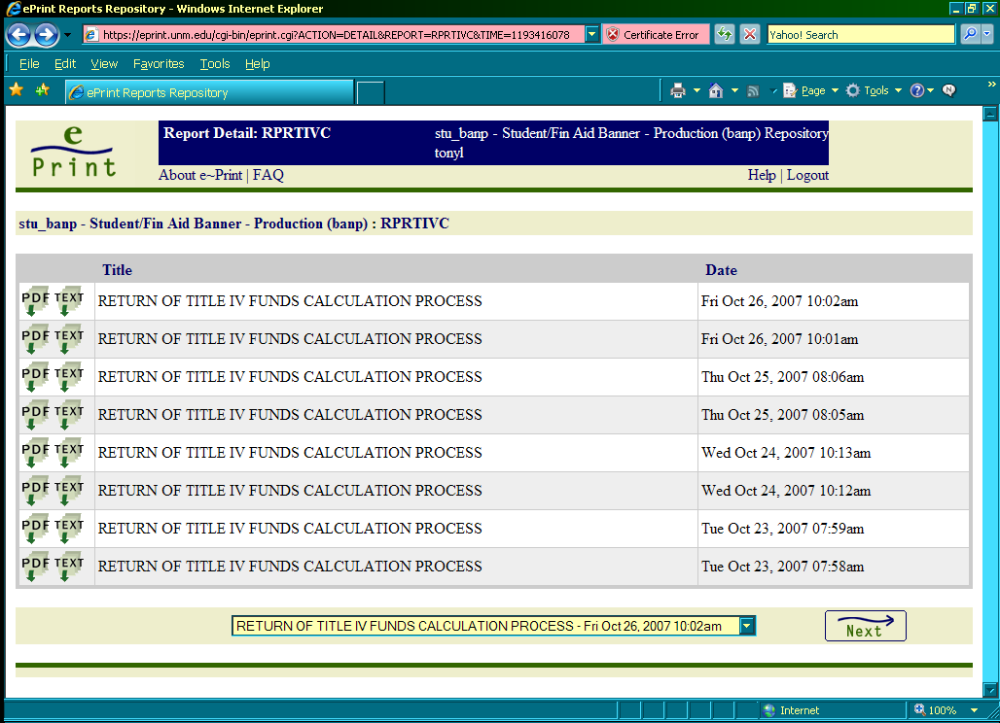 ePrint Reports Repository - Windows Internet Explorer
https://eprint.unm.edu/cgi-bin/eprint.cgi?ACTION=DETAIL&REPORT=RPRTIVC&TIME=1193416078
Certificate Error
Yahoo! Search
File Edit View Favorites Tools Help
ePrint Reports Repository
Page Tools
e Print
Report Detail: RPRTIVC
stu_banp - Student/Fin Aid Banner - Production (banp) Repository
tonyl
About e~Print | FAQ
Help | Logout
stu_banp - Student/Fin Aid Banner - Production (banp) : RPRTIVC
Title Date
PDF TEXT RETURN OF TITLE IV FUNDS CALCULATION PROCESS Fri Oct 26, 2007 10:02am
PDF TEXT RETURN OF TITLE IV FUNDS CALCULATION PROCESS Fri Oct 26, 2007 10:01am
PDF TEXT RETURN OF TITLE IV FUNDS CALCULATION PROCESS Thu Oct 25, 2007 08:06am
PDF TEXT RETURN OF TITLE IV FUNDS CALCULATION PROCESS Thu Oct 25, 2007 08:05am
PDF TEXT RETURN OF TITLE IV FUNDS CALCULATION PROCESS Wed Oct 24, 2007 10:13am
PDF TEXT RETURN OF TITLE IV FUNDS CALCULATION PROCESS Wed Oct 24, 2007 10:12am
PDF TEXT RETURN OF TITLE IV FUNDS CALCULATION PROCESS Tue Oct 23, 2007 07:59am
PDF TEXT RETURN OF TITLE IV FUNDS CALCULATION PROCESS Tue Oct 23, 2007 07:58am
RETURN OF TITLE IV FUNDS CALCULATION PROCESS - Fri Oct 26, 2007 10:02am
Next
Internet
100%